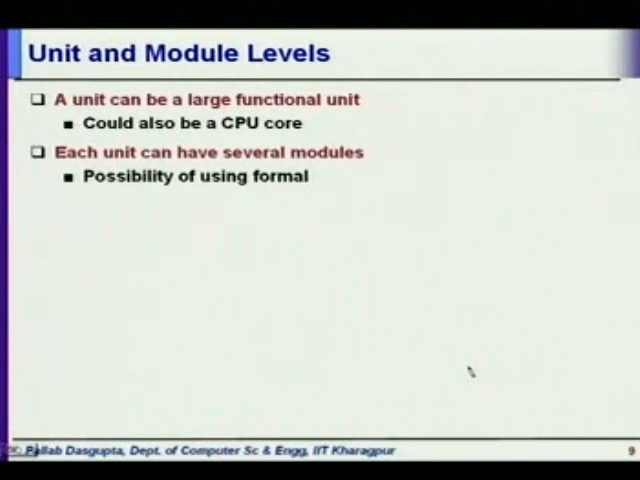 Unit and Module Levels
A unit can be a large functional unit
Could also be a CPU core
Each unit can have several modules
Possibility of using formal
Pallab Dasgupta, Dept. of Computer Sc & Engg, IIT Kharagpur
9